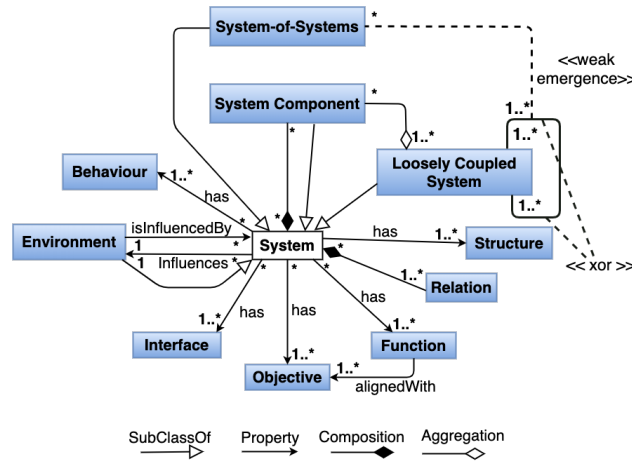 System-of-Systems
*
<<weak
emergence>>
System Component
*
*
1..*
1..*
1..*
Loosely Coupled
System
1..*
Behaviour
1..*
has
*
*
isInfluencedBy
Environment
1
*
System
has
1..*
Structure
1
Influences
*
*
<< xor >>
Relation
1..*
*
*
*
has
has
has
1..*
Interface
1..*
Function
1..*
1..*
Objective
alignedWith
SubClassOf
Property
Composition
Aggregation